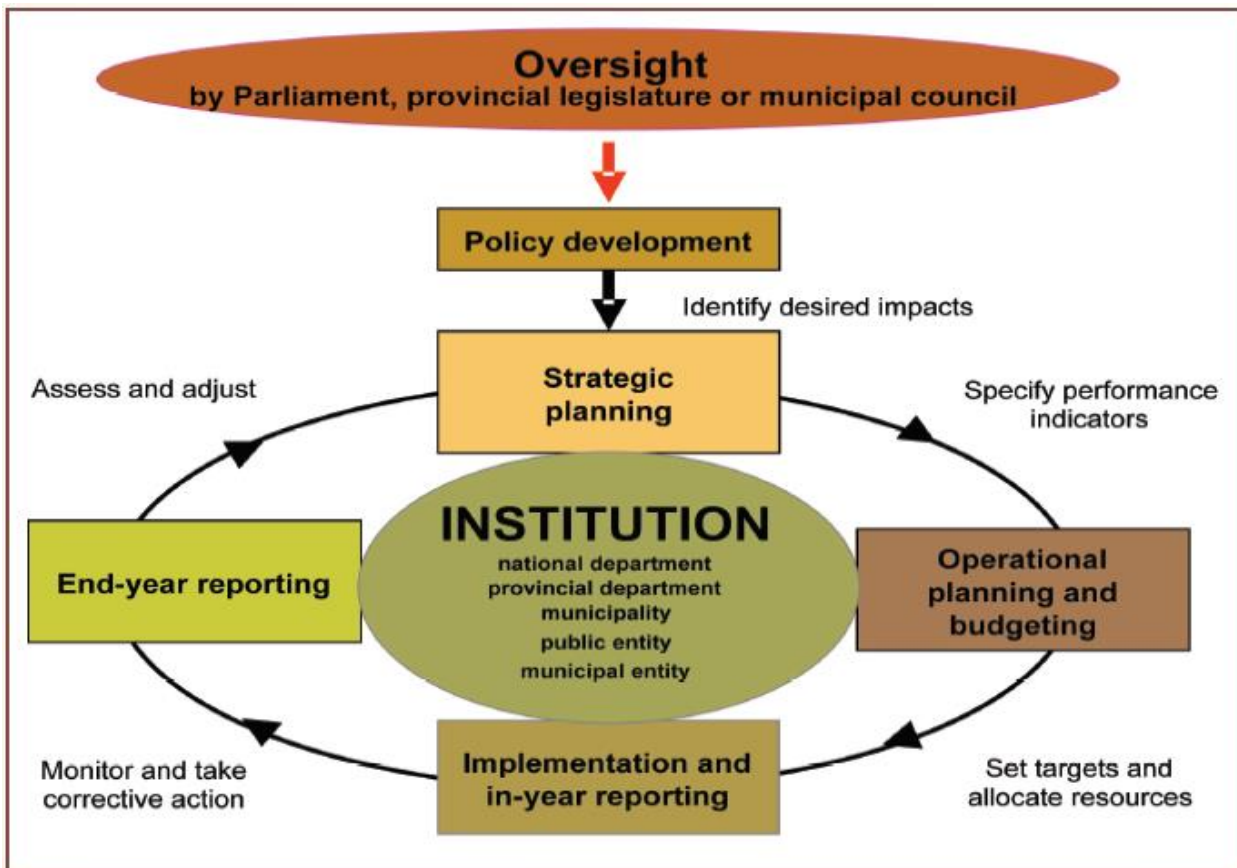 Oversight
by Parliament, provincial legislature or municipal council
Policy development
Identify desired impacts
Strategic
planning
Assess and adjust
Specify performance
indicators
INSTITUTION
national department
provincial department
municipality
public entity
municipal entity
End-year reporting
Operational
planning and
budgeting
Implementation and
in-year reporting
Monitor and take
corrective action
Set targets and
allocate resources